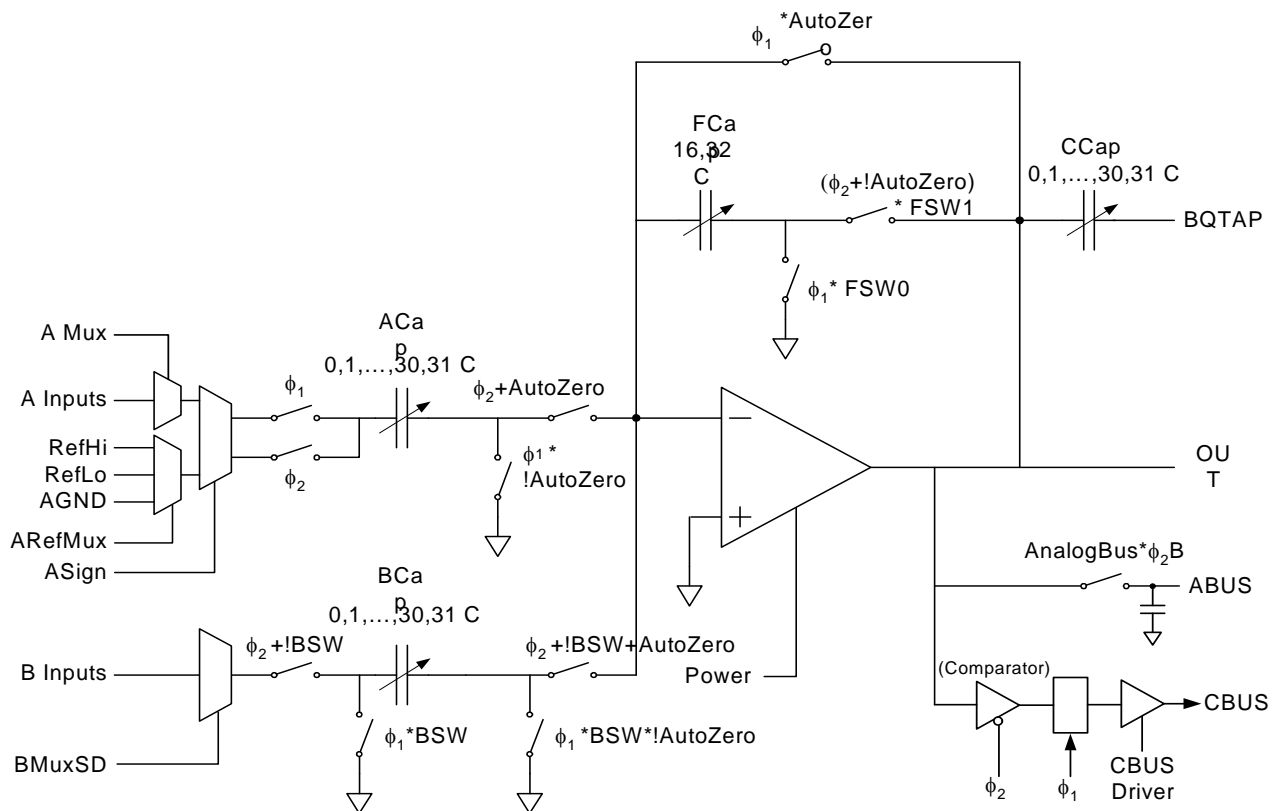 ϕ1 *AutoZer
o
FCa
p
16,32
C
CCap
0,1,…,30,31 C
(ϕ2+!AutoZero)
* FSW1
BQTAP
ϕ1* FSW0
A Mux
ACa
p
0,1,…,30,31 C
A Inputs
ϕ1
ϕ2+AutoZero
RefHi
RefLo
AGND
ϕ2
ϕ1 *
!AutoZero
OU
T
ARefMux
ASign
AnalogBus*ϕ2B
ABUS
BCa
p
0,1,…,30,31 C
B Inputs
ϕ2+!BSW
ϕ2+!BSW+AutoZero
Power
(Comparator)
CBUS
ϕ1*BSW
ϕ1 *BSW*!AutoZero
BMuxSD
ϕ2
ϕ1
CBUS
Driver